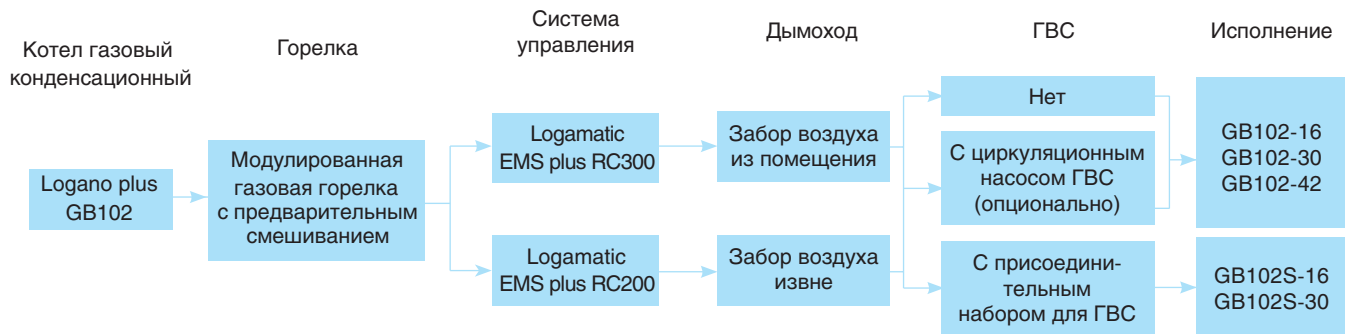 Котел газовый
конденсационный
Горелка
Система
управления
Дымоход
ГВС
Исполнение
Logano plus
GB102
Модулированная
газовая горелка
с предварительным
смешиванием
Logamatic
EMS plus RC300
Logamatic
EMS plus RC200
Забор воздуха
из помещения
Забор воздуха
извне
Нет
С циркуляционным
насосом ГВС
(опционально)
С присоедини-
тельным
набором для ГВС
GB102-16
GB102-30
GB102-42
GB102S-16
GB102S-30